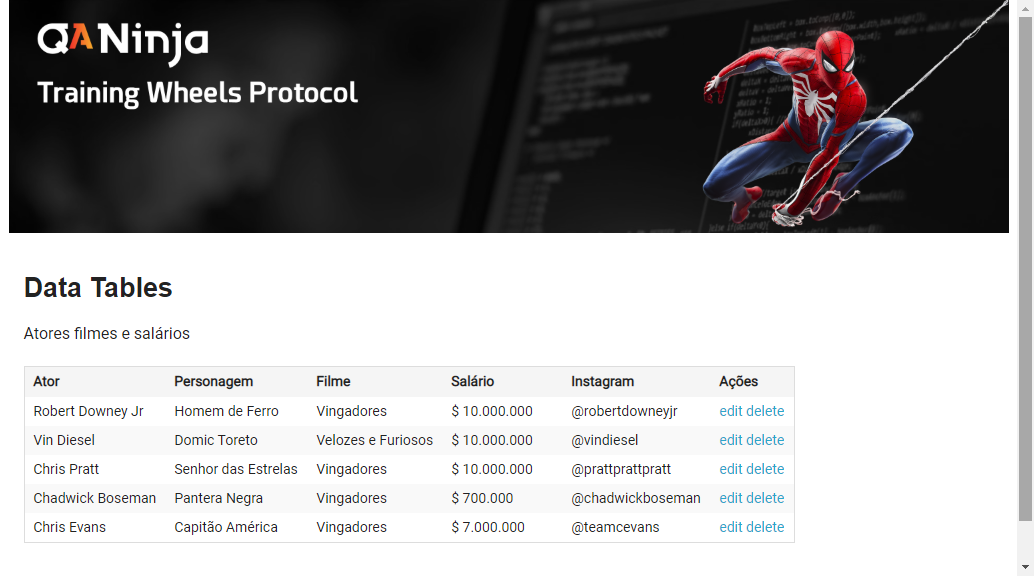 QANinja
Training Wheels Protocol
Data Tables
Atores filmes e salários
Ator Personagem Filme Salário Instagram Ações
Robert Downey Jr Homem de Ferro Vingadores $ 10.000.000 @robertdowneyjr edit delete
Vin Diesel Domic Toreto Velozes e Furiosos $ 10.000.000 @vindiesel edit delete
Chris Pratt Senhor das Estrelas Vingadores $ 10.000.000 @prattprattpratt edit delete
Chadwick Boseman Pantera Negra Vingadores $ 700.000 @chadwickboseman edit delete
Chris Evans Capitão América Vingadores $ 7.000.000 @teamcevans edit delete